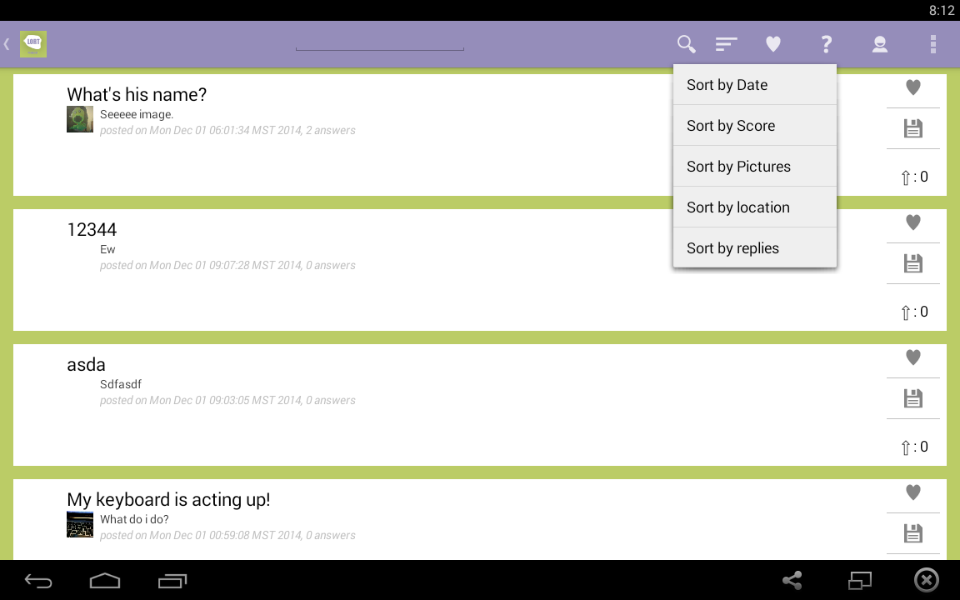 8:12
What's his name?
Seeeee image.
posted on Mon Dec 01 06:01:34 MST 2014, 2 answers
: 0
Sort by Date
Sort by Score
Sort by Pictures
Sort by location
Sort by replies
12344
Ew
posted on Mon Dec 01 09:07:28 MST 2014, 0 answers
: 0
asda
Sdfasdf
posted on Mon Dec 01 09:03:05 MST 2014, 0 answers
: 0
My keyboard is acting up!
What do i do?
posted on Mon Dec 01 00:59:08 MST 2014, 0 answers